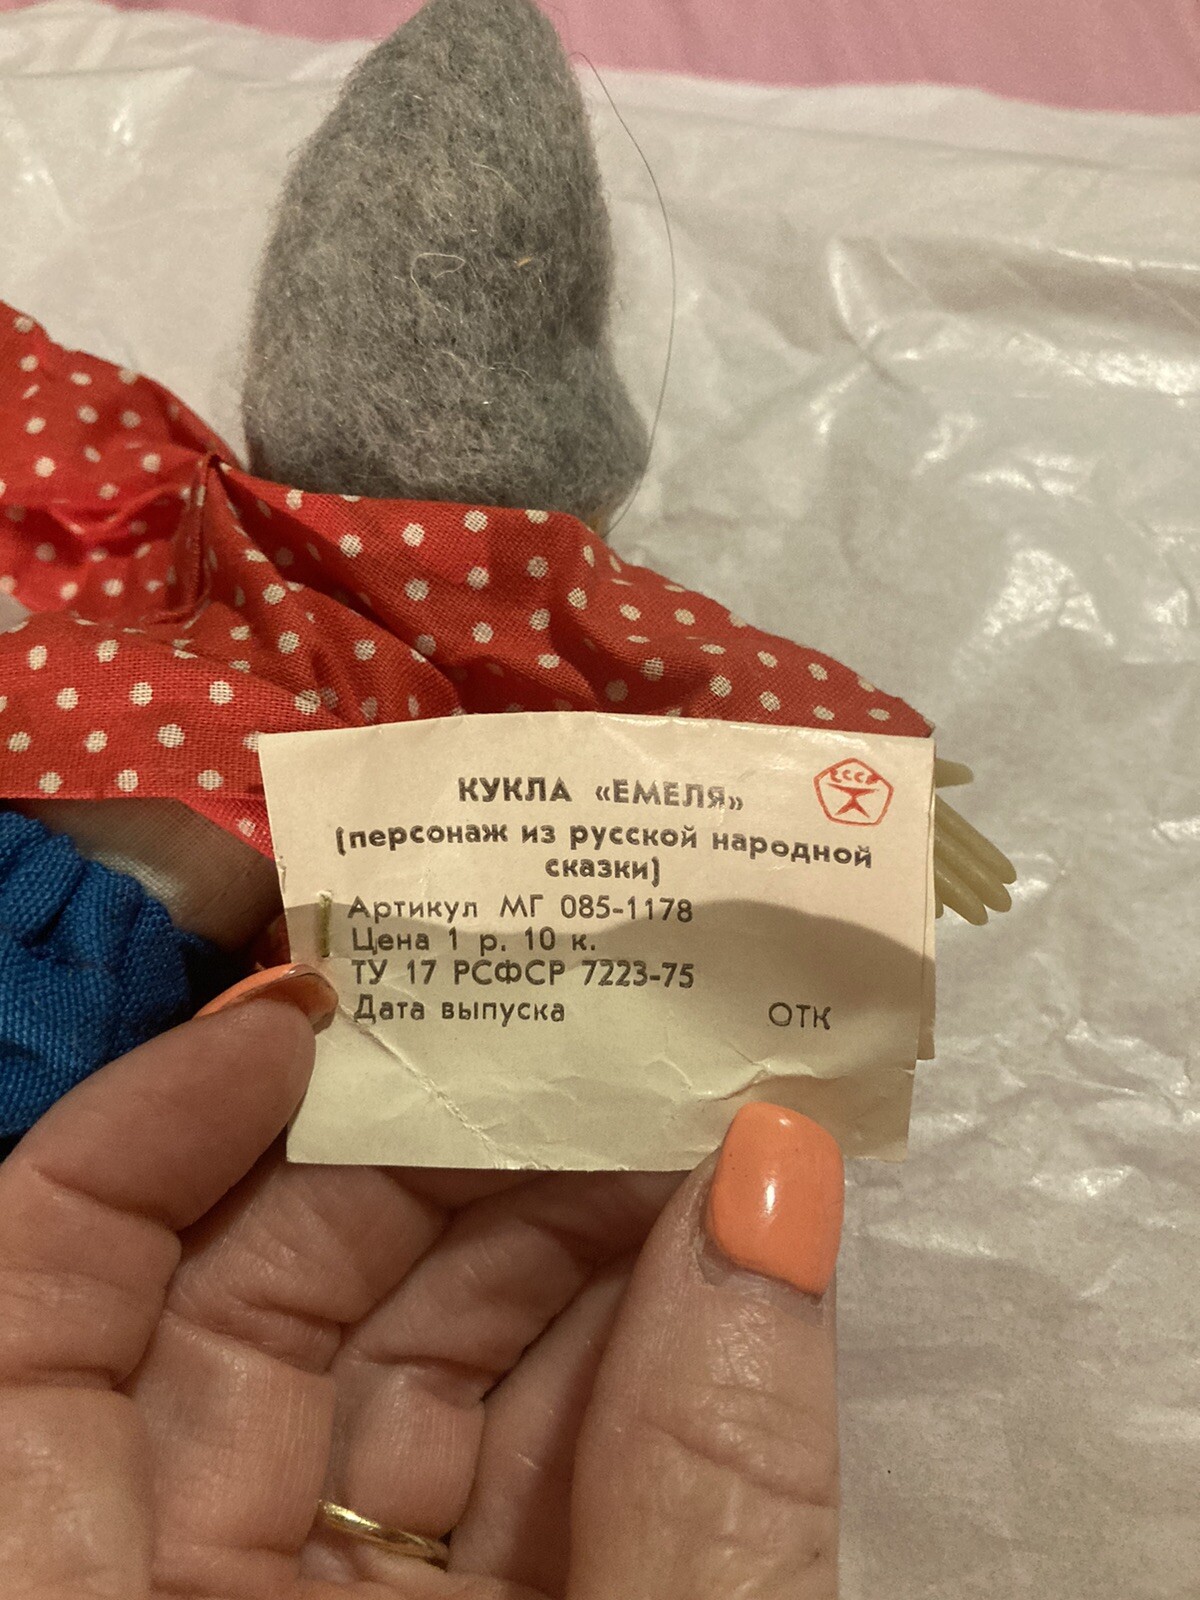 СССР
КУКЛА «ЕМЕЛЯ»
(персонаж из русской народной
сказки)
Артикул МГ 085-1178
Цена 1 р. 10 к.
ТУ 17 РСФСР 7223-75
Дата выпуска ОТК